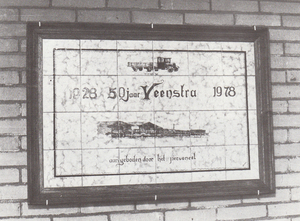 1928 50 jaar Veenstra 1978
aangeboden door het personeel